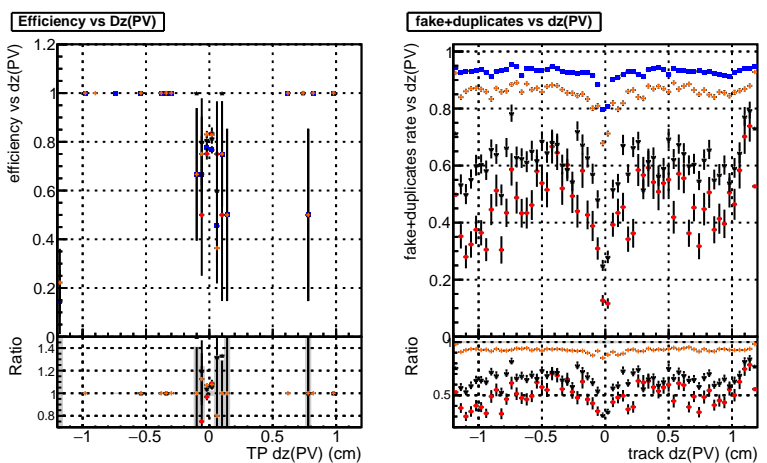 Efficiency vs Dz(PV)
efficiency vs dz(PV)
1.2
1
0.8
0.6
0.4
0.2
0
Ratio
1.4
1.2
1
0.8
−1 −0.5 0 0.5 1
TP dz(PV) (cm)
fake+duplicates vs dz(PV)
fake+duplicates rate vs dz(PV)
1
0.8
0.6
0.4
0.2
0
Ratio
0.5
−1 −0.5 0 0.5 1
track dz(PV) (cm)